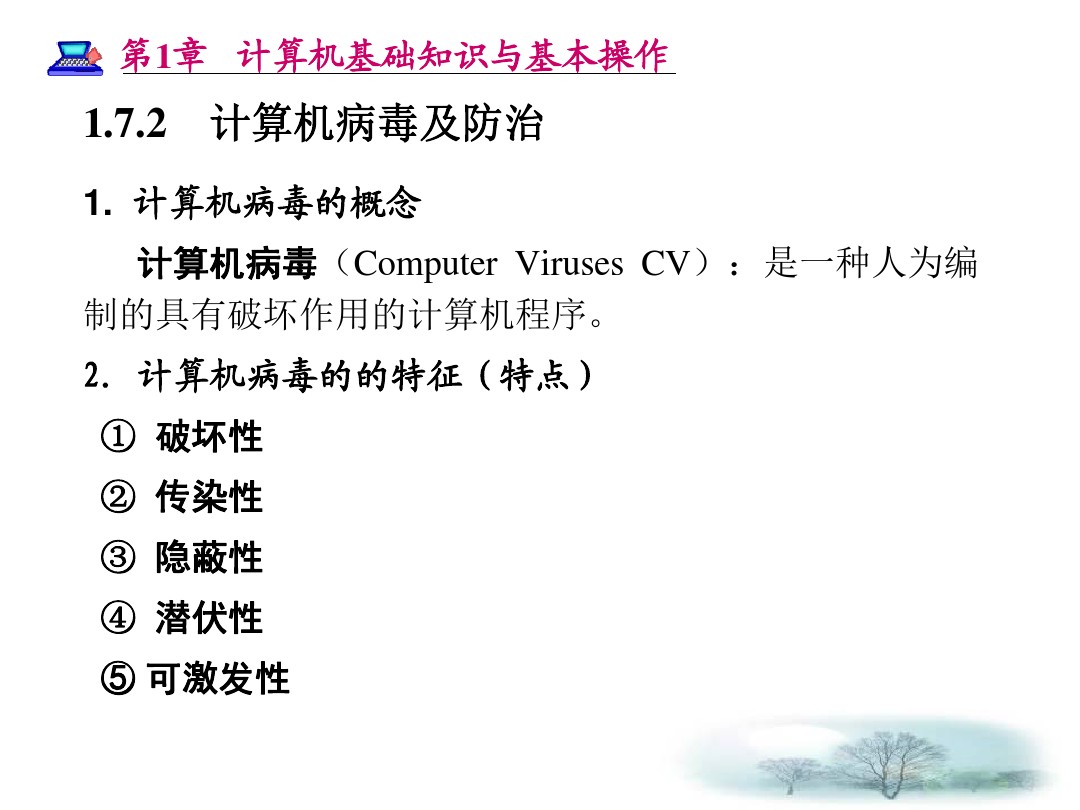 第1章 计算机基础知识与基本操作
1.7.2 计算机病毒及防治
1. 计算机病毒的概念
计算机病毒（Computer Viruses CV）：是一种人为编
制的具有破坏作用的计算机程序。
2. 计算机病毒的的特征（特点）
① 破坏性
② 传染性
③ 隐蔽性
④ 潜伏性
⑤ 可激发性